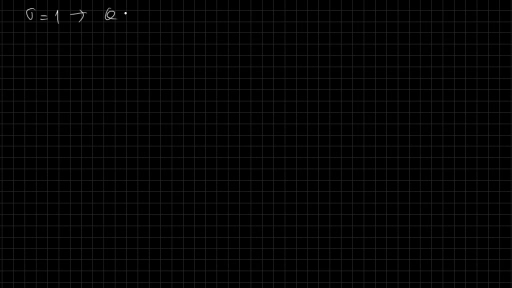 σ = 1 → Q .